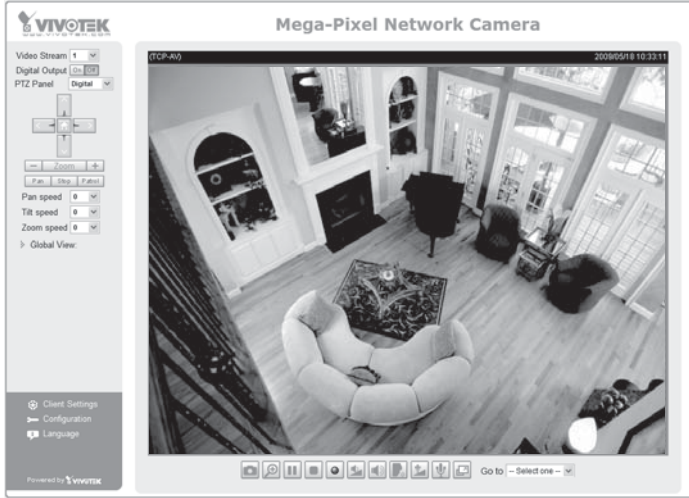 VIVOTEK
WWW.VIVOTEK.COM
Mega-Pixel Network Camera
Video Stream 1
Digital Output On Off
PTZ Panel Digital
− Zoom +
Pan Stop Patrol
Pan speed 0
Tilt speed 0
Zoom speed 0
Global View:
(TCP-AV) 2009/05/18 10:33:11
Client Settings
Configuration
Language
Powered by VIVOTEK
Go to -- Select one --